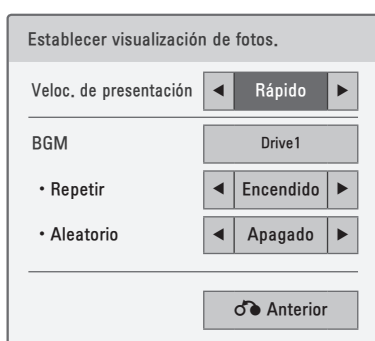 Establecer visualización de fotos.
Veloc. de presentación ◀ Rápido ▶
BGM Drive1
• Repetir ◀ Encendido ▶
• Aleatorio ◀ Apagado ▶
Anterior